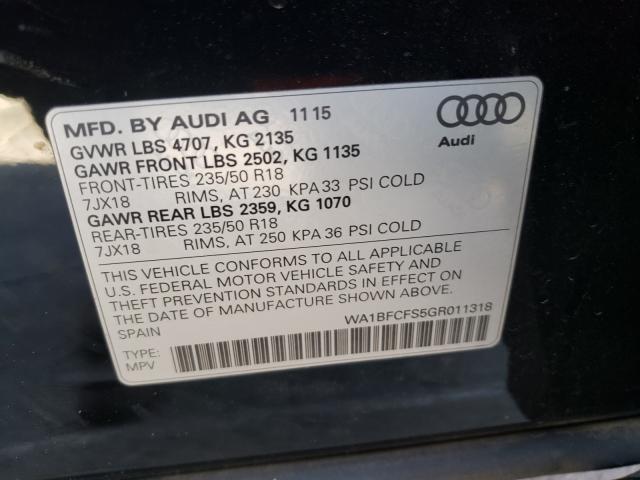 MFD. BY AUDI AG 11 15
GVWR LBS 4707, KG 2135
GAWR FRONT LBS 2502, KG 1135
FRONT-TIRES 235/50 R18
7JX18 RIMS, AT 230 KPA 33 PSI COLD
GAWR REAR LBS 2359, KG 1070
REAR-TIRES 235/50 R18
7JX18 RIMS, AT 250 KPA 36 PSI COLD
Audi
THIS VEHICLE CONFORMS TO ALL APPLICABLE
U.S. FEDERAL MOTOR VEHICLE SAFETY AND
THEFT PREVENTION STANDARDS IN EFFECT ON
THE DATE OF MANUFACTURE SHOWN ABOVE.
SPAIN
WA1BFCFS5GR011318
TYPE:
MPV